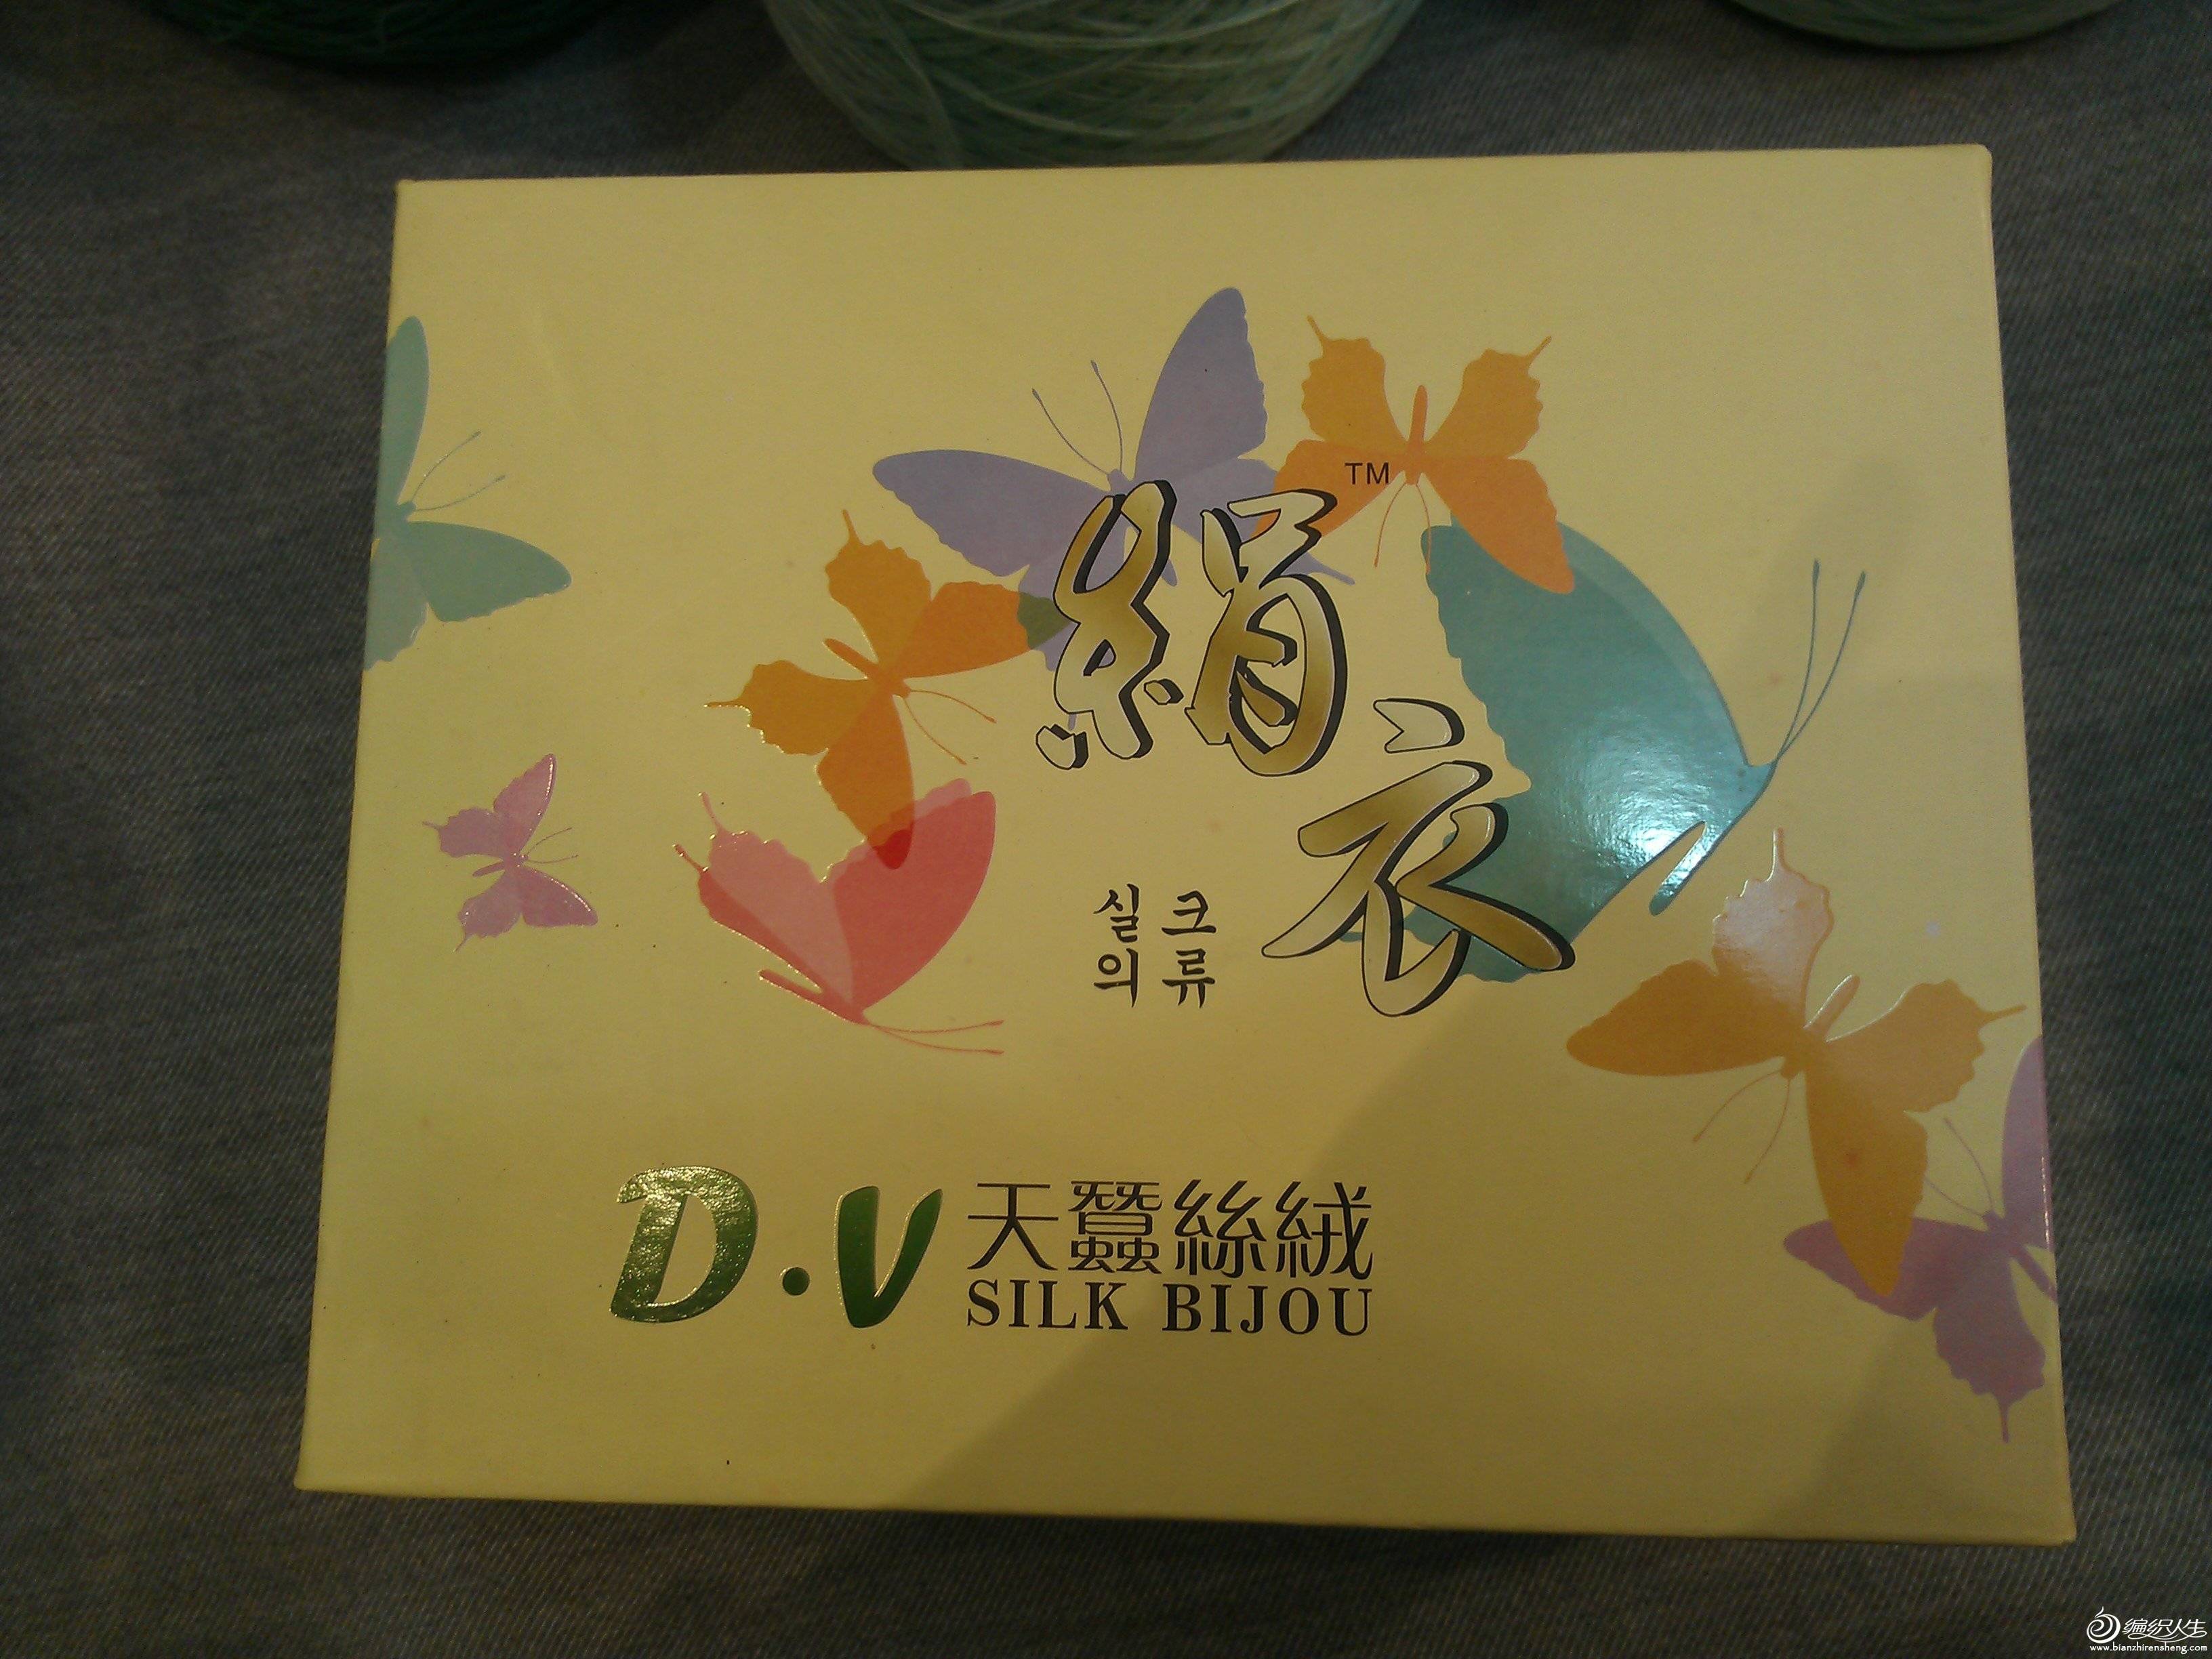 TM
絹衣
실크
의류
D·V 天蠶絲絨
SILK BIJOU
编织人生
www.bianzhirensheng.com